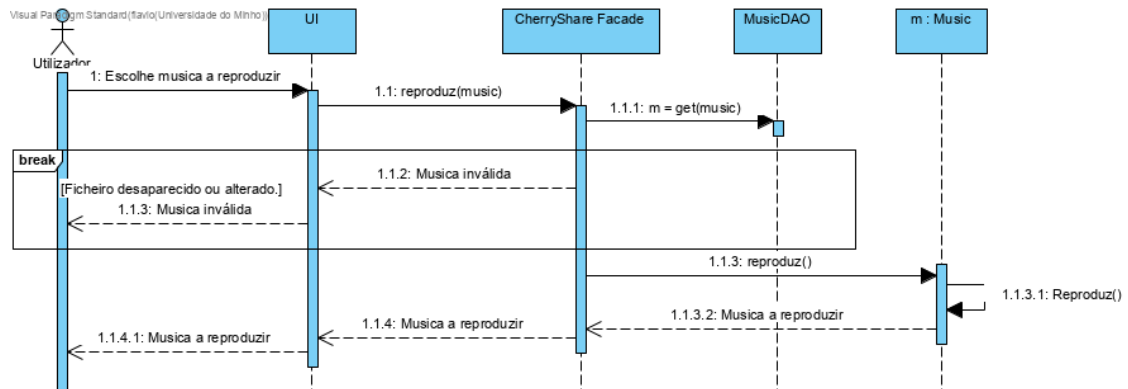 Visual Paradigm Standard(flavio(Universidade do Minho))
UI
CherryShare Facade
MusicDAO
m : Music
Utilizador
1: Escolhe musica a reproduzir
1.1: reproduz(music)
1.1.1: m = get(music)
break
1.1.2: Musica inválida
[Ficheiro desaparecido ou alterado.]
1.1.3: Musica inválida
1.1.3: reproduz()
1.1.3.1: Reproduz()
1.1.3.2: Musica a reproduzir
1.1.4: Musica a reproduzir
1.1.4.1: Musica a reproduzir